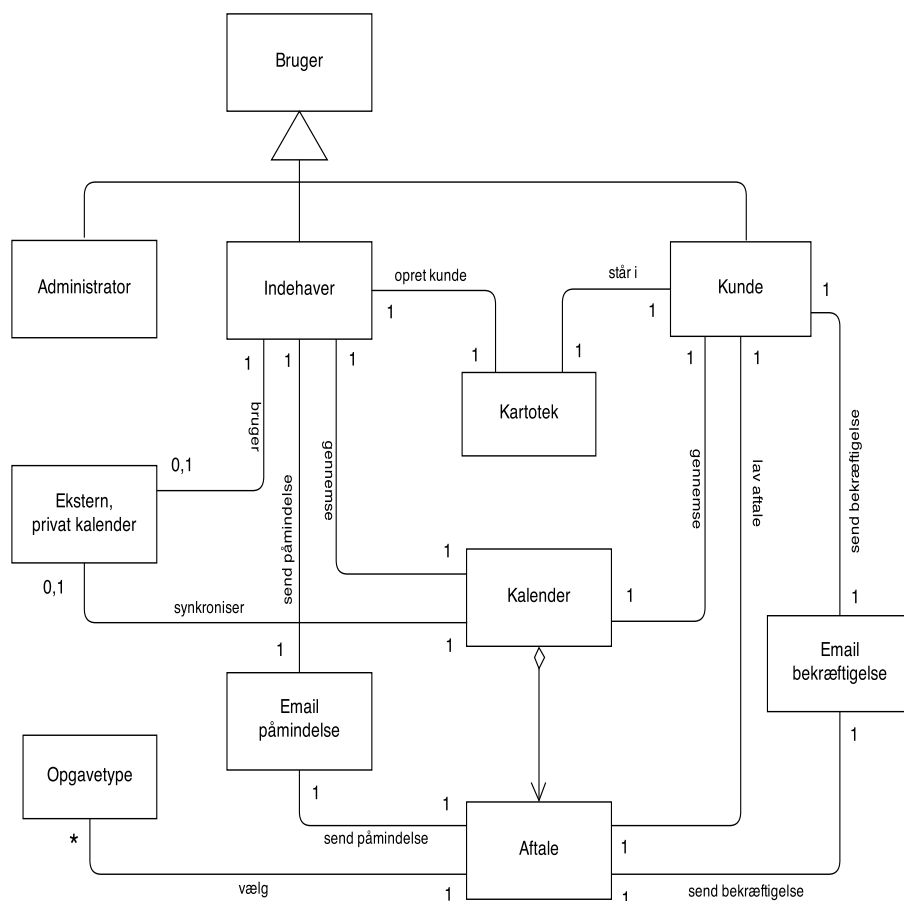 Bruger
Administrator
Indehaver
opret kunde
1
1
står i
1
1
Kunde
1
Kartotek
1
1
1
1
1
bruger
0,1
send påmindelse
gennemse
gennemse
lav aftale
send bekræftigelse
Ekstern,
privat kalender
0,1
synkroniser
1
1
Kalender
1
1
1
Email
påmindelse
Email
bekræftigelse
1
Opgavetype
*
vælg
1
1
send påmindelse
1
Aftale
1
1
send bekræftigelse